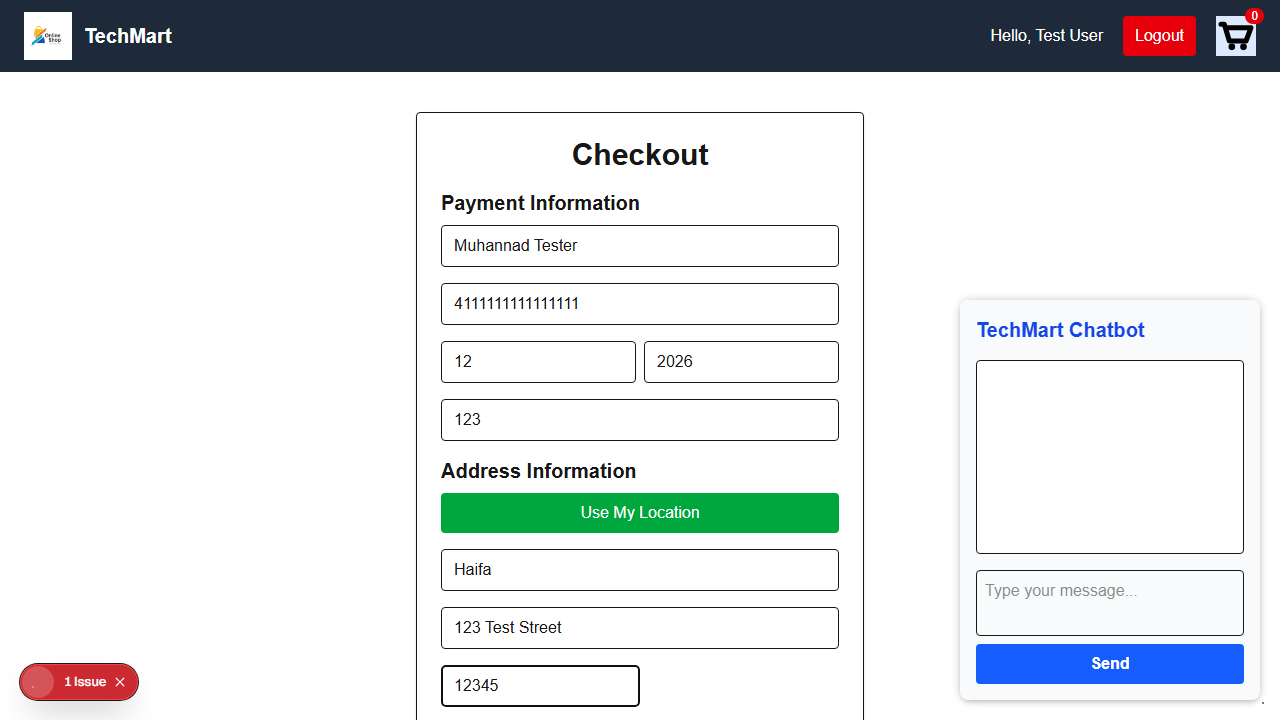 Online
Shop
TechMart
Hello, Test User
Logout
0
Checkout
Payment Information
Muhannad Tester
4111111111111111
12
2026
123
Address Information
Use My Location
Haifa
123 Test Street
12345
TechMart Chatbot
Type your message...
Send
1 Issue